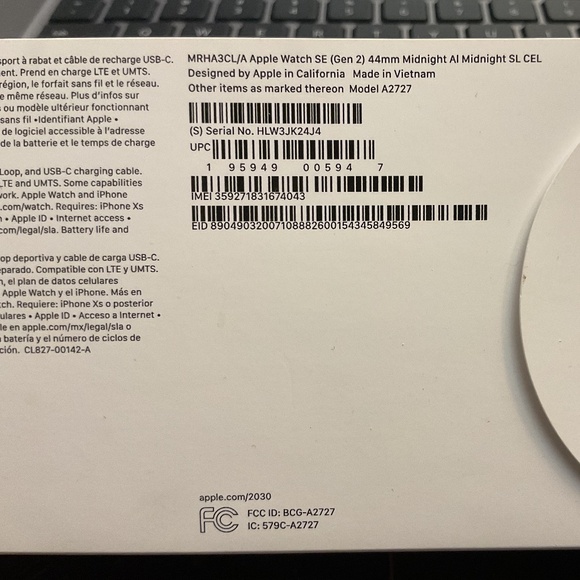 sport à rabat et câble de recharge USB-C.
ment. Prend en charge LTE et UMTS.
région, le forfait sans fil et le réseau.
e même réseau. Plus d'infos sur
s ou modèle ultérieur fonctionnant
sans fil •Identifiant Apple •
de logiciel accessible à l'adresse
de la batterie et le temps de charge
Loop, and USB-C charging cable.
LTE and UMTS. Some capabilities
work. Apple Watch and iPhone
.com/watch. Requires: iPhone Xs
n • Apple ID • Internet access •
com/legal/sla. Battery life and
op deportiva y cable de carga USB-C.
eparado. Compatible con LTE y UMTS.
n, el plan de datos celulares
Apple Watch y el iPhone. Más en
tch. Requiere: iPhone Xs o posterior
ulares • Apple ID • Acceso a Internet •
le en apple.com/mx/legal/sla o
a batería y el número de ciclos de
ción. CL827-00142-A
MRHA3CL/A Apple Watch SE (Gen 2) 44mm Midnight Al Midnight SL CEL
Designed by Apple in California Made in Vietnam
Other items as marked thereon Model A2727
(S) Serial No. HLW3JK24J4
UPC
1 95949 00594 7
IMEI 359271831674043
EID 89049032007108882600154345849569
apple.com/2030
FC FCC ID: BCG-A2727
IC: 579C-A2727